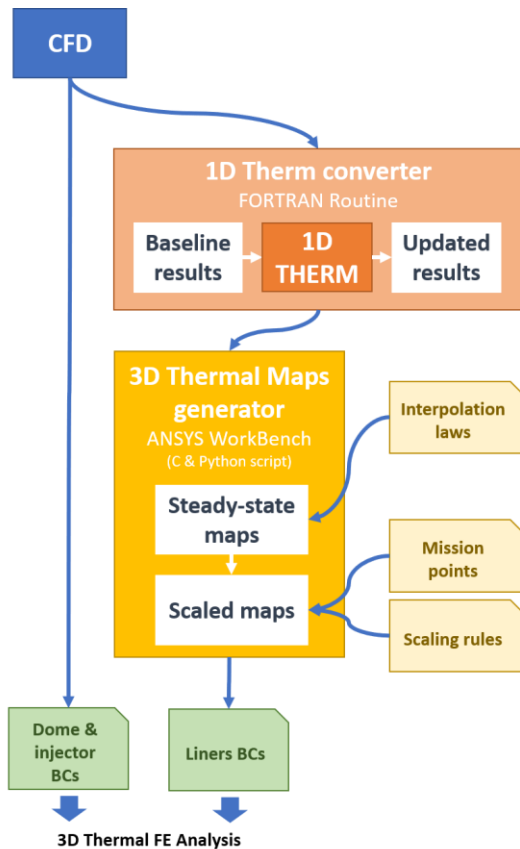 CFD
1D Therm converter
FORTRAN Routine
Baseline
results
1D
THERM
Updated
results
3D Thermal Maps
generator
ANSYS WorkBench
(C & Python script)
Steady-state
maps
Scaled maps
Interpolation
laws
Mission
points
Scaling rules
Dome &
injector
BCs
Liners BCs
3D Thermal FE Analysis